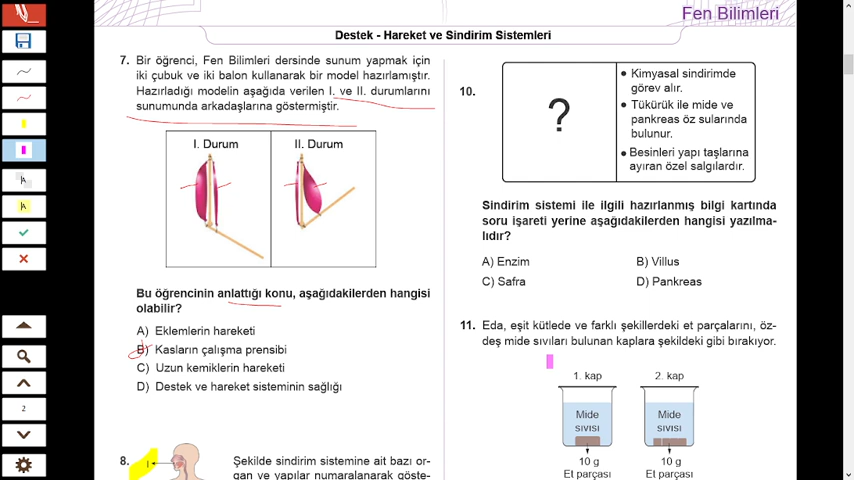 Fen Bilimleri
Destek - Hareket ve Sindirim Sistemleri
7. Bir öğrenci, Fen Bilimleri dersinde sunum yapmak için
iki çubuk ve iki balon kullanarak bir model hazırlamıştır.
Hazırladığı modelin aşağıda verilen I. ve II. durumlarını
sunumunda arkadaşlarına göstermiştir.
I. Durum
II. Durum
Bu öğrencinin anlattığı konu, aşağıdakilerden hangisi
olabilir?
A) Eklemlerin hareketi
B) Kasların çalışma prensibi
C) Uzun kemiklerin hareketi
D) Destek ve hareket sisteminin sağlığı
8.
I
Şekilde sindirim sistemine ait bazı or-
gan ve yapılar numaralanarak göste-
10.
?
• Kimyasal sindirimde
görev alır.
• Tükürük ile mide ve
pankreas öz sularında
bulunur.
• Besinleri yapı taşlarına
ayıran özel salgılardır.
Sindirim sistemi ile ilgili hazırlanmış bilgi kartında
soru işareti yerine aşağıdakilerden hangisi yazılma-
lıdır?
A) Enzim
B) Villus
C) Safra
D) Pankreas
11. Eda, eşit kütlede ve farklı şekillerdeki et parçalarını, öz-
deş mide sıvıları bulunan kaplara şekildeki gibi bırakıyor.
1. kap
2. kap
Mide
sıvısı
Mide
sıvısı
10 g
Et parçası
10 g
Et parçası
2